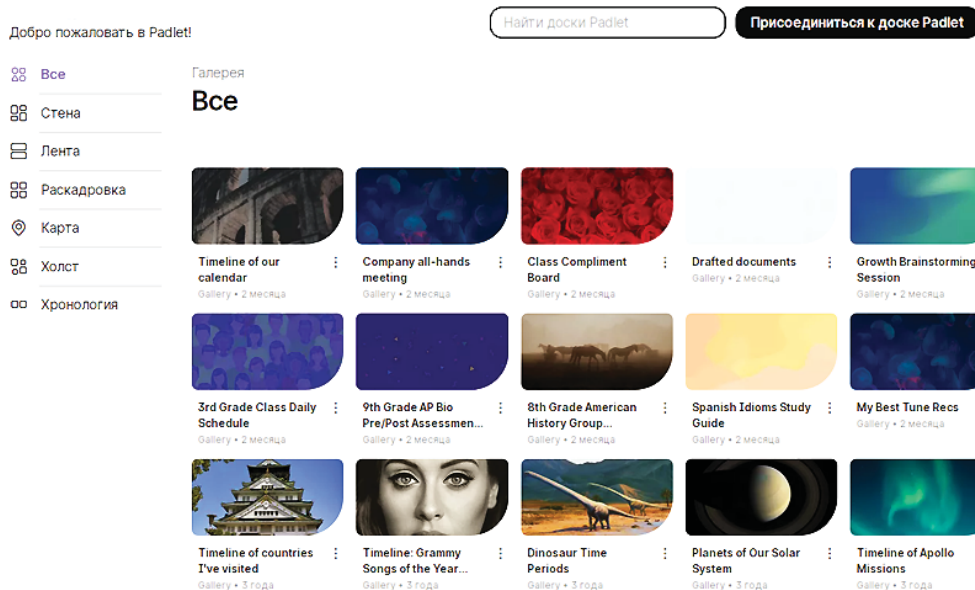 Добро пожаловать в Padlet!
Найти доски Padlet
Присоединиться к доске Padlet
Все
Стена
Лента
Раскадровка
Карта
Холст
Хронология
Галерея
Все
Timeline of our
calendar
Gallery • 2 месяца
Company all-hands
meeting
Gallery • 2 месяца
Class Compliment
Board
Gallery • 2 месяца
Drafted documents
Gallery • 2 месяца
Growth Brainstorming
Session
Gallery • 2 месяца
3rd Grade Class Daily
Schedule
Gallery • 2 месяца
9th Grade AP Bio
Pre/Post Assessmen...
Gallery • 2 месяца
8th Grade American
History Group...
Gallery • 2 месяца
Spanish Idioms Study
Guide
Gallery • 2 месяца
My Best Tune Recs
Gallery • 2 месяца
Timeline of countries
I've visited
Gallery • 3 года
Timeline: Grammy
Songs of the Year...
Gallery • 3 года
Dinosaur Time
Periods
Gallery • 3 года
Planets of Our Solar
System
Gallery • 3 года
Timeline of Apollo
Missions
Gallery • 3 года